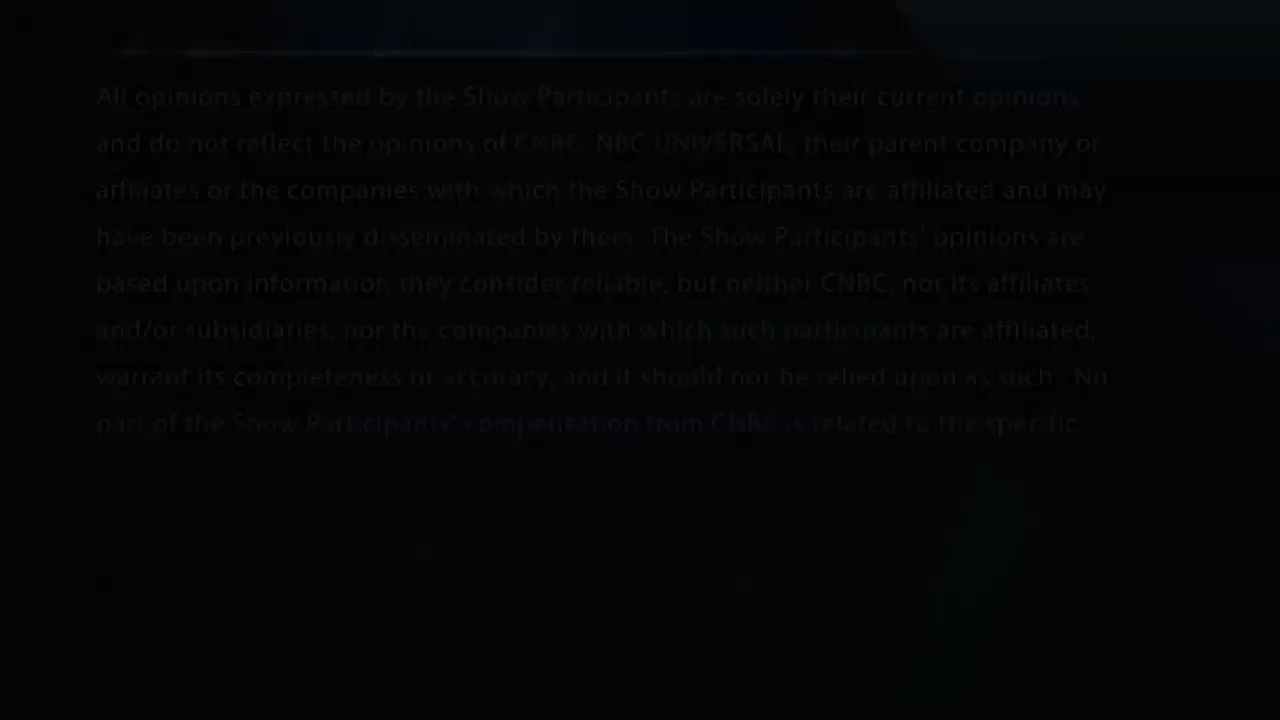 All opinions expressed by the Show Participants are solely their current opinions
and do not reflect the opinions of CNBC, NBC UNIVERSAL, their parent company or
affiliates or the companies with which the Show Participants are affiliated and may
have been previously disseminated by them. The Show Participants' opinions are
based upon information they consider reliable, but neither CNBC, nor its affiliates
and/or subsidiaries, nor the companies with which such participants are affiliated,
warrant its completeness or accuracy, and it should not be relied upon as such. No
part of the Show Participants' compensation from CNBC is related to the specific